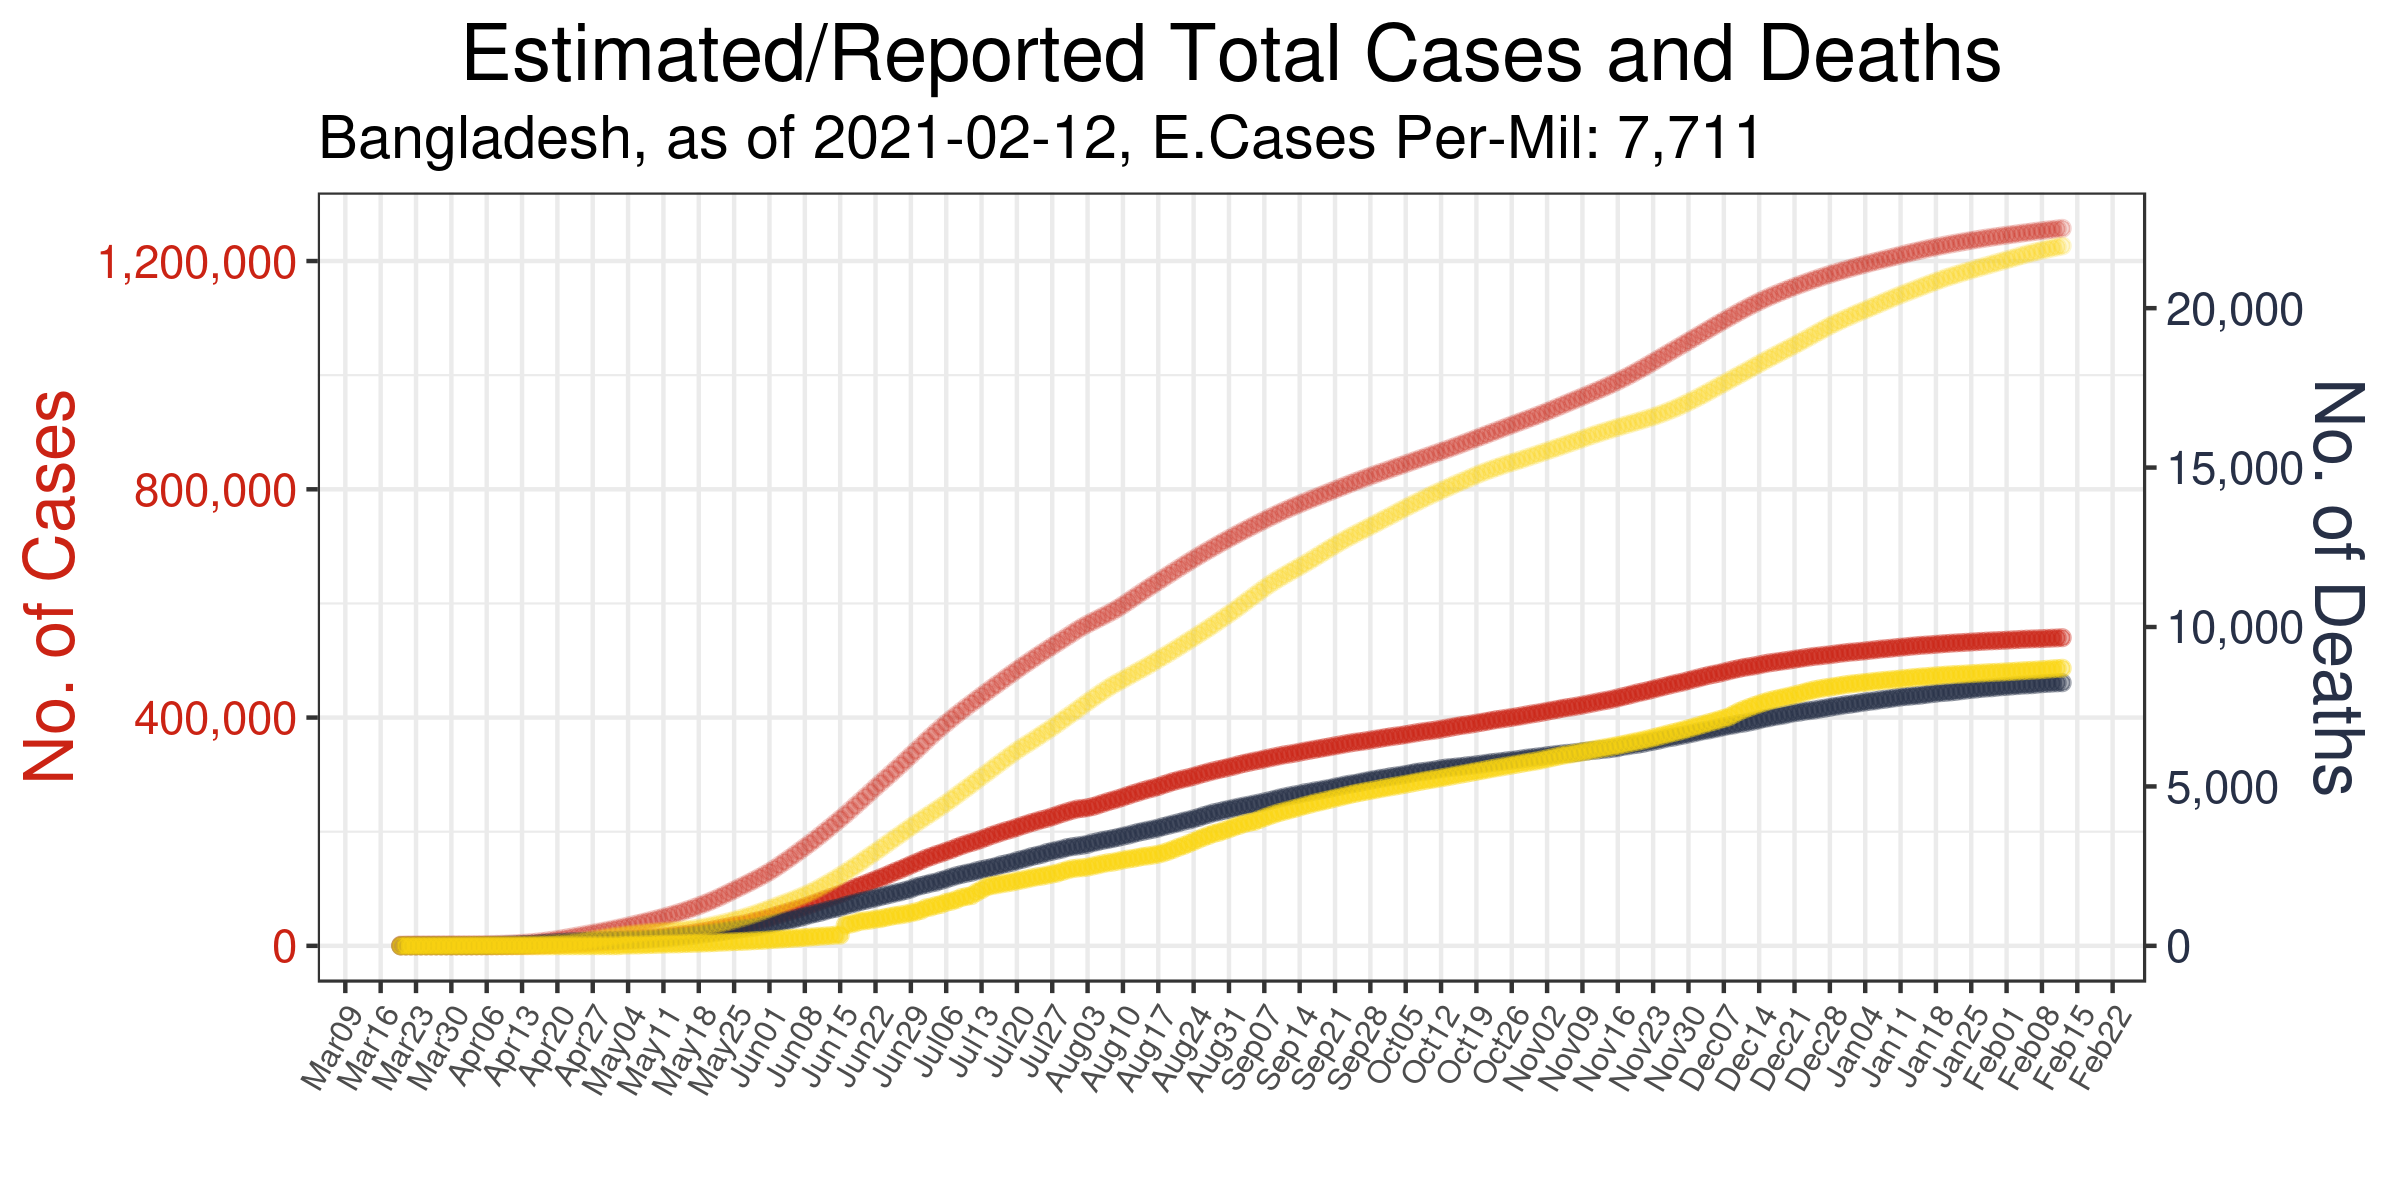 Estimated/Reported Total Cases and Deaths
Bangladesh, as of 2021-02-12, E.Cases Per-Mil: 7,711
No. of Cases
1,200,000
800,000
400,000
0
20,000
15,000
10,000
5,000
0
No. of Deaths
Mar09
Mar16
Mar23
Mar30
Apr06
Apr13
Apr20
Apr27
May04
May11
May18
May25
Jun01
Jun08
Jun15
Jun22
Jun29
Jul06
Jul13
Jul20
Jul27
Aug03
Aug10
Aug17
Aug24
Aug31
Sep07
Sep14
Sep21
Sep28
Oct05
Oct12
Oct19
Oct26
Nov02
Nov09
Nov16
Nov23
Nov30
Dec07
Dec14
Dec21
Dec28
Jan04
Jan11
Jan18
Jan25
Feb01
Feb08
Feb15
Feb22